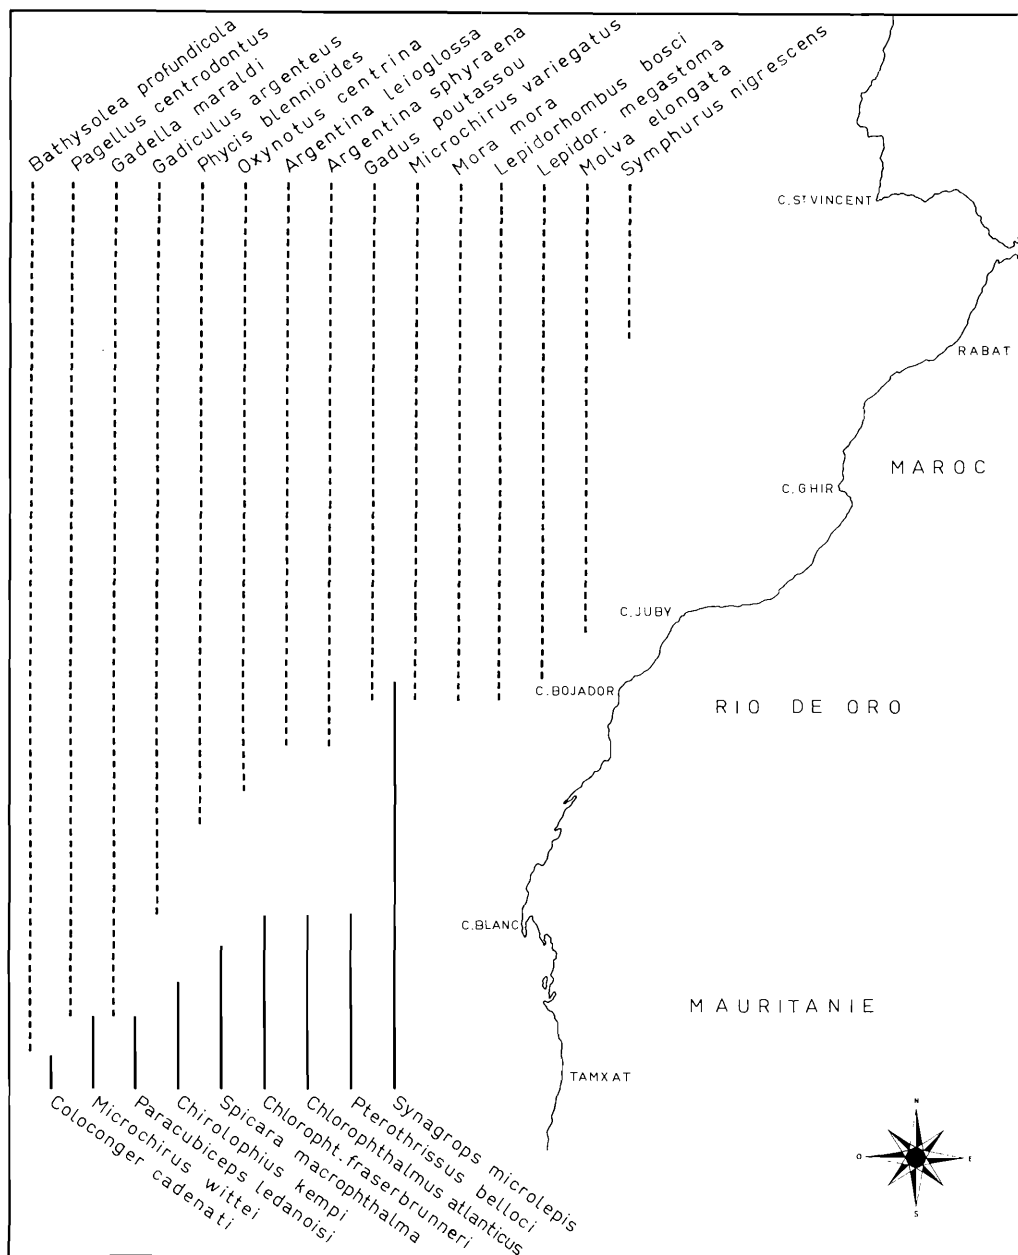 Bathysolea profundicola
Pagellus centrodontus
Gadella maraldi
Gadiculus argenteus
Phycis blennioides
Oxynotus centrina
Argentina leioglossa
Argentina sphyraena
Gadus poutassou
Microchirus variegatus
Mora mora
Lepidorhombus bosci
Lepidor. megastoma
Molva elongata
Symphurus nigrescens
C. ST VINCENT
RABAT
MAROC
C. GHIR
C. JUBY
C. BOJADOR
RIO DE ORO
C. BLANC
MAURITANIE
TAMXAT
N
O
E
S
Coloconger cadenati
Microchirus wittei
Paracubiceps ledanoisi
Chirolophius kempi
Spicara macrophthalma
Chloropht. fraserbrunneri
Chlorophthalmus atlanticus
Pterothrissus belloci
Synagrops microlepis